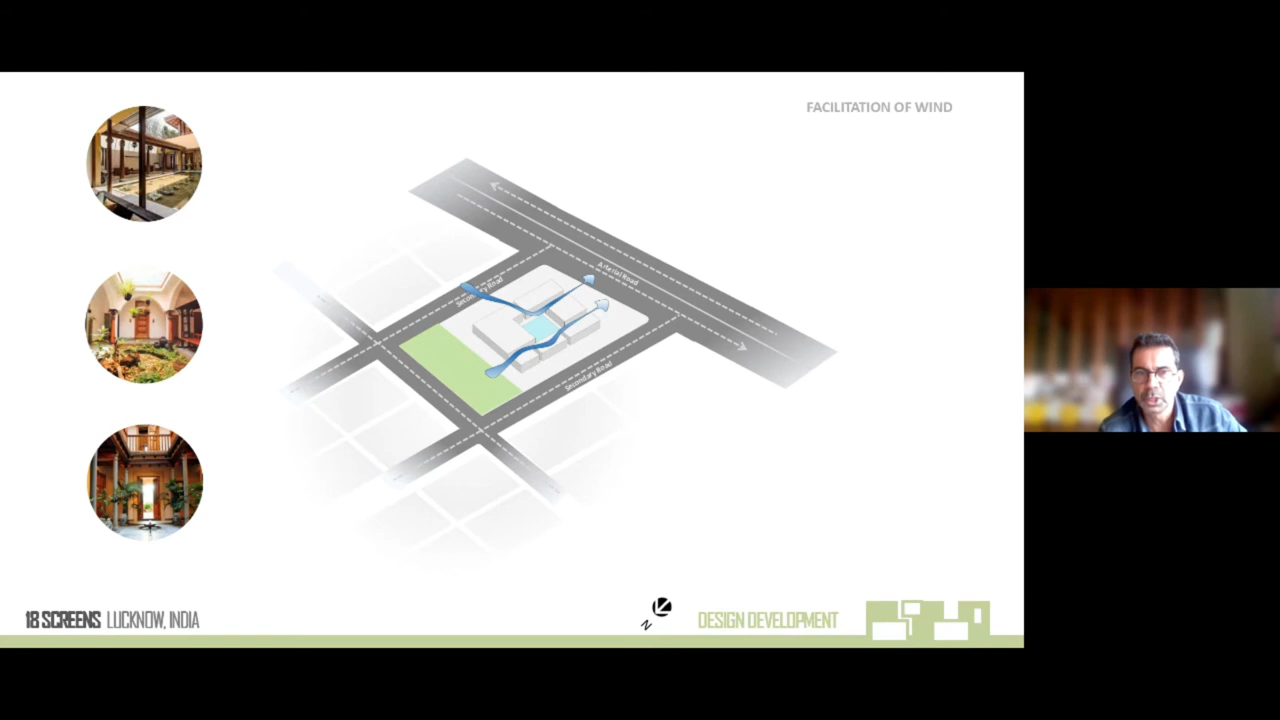 FACILITATION OF WIND
Arterial Road
Secondary Road
Secondary Road
N
18 SCREENS LUCKNOW, INDIA
DESIGN DEVELOPMENT